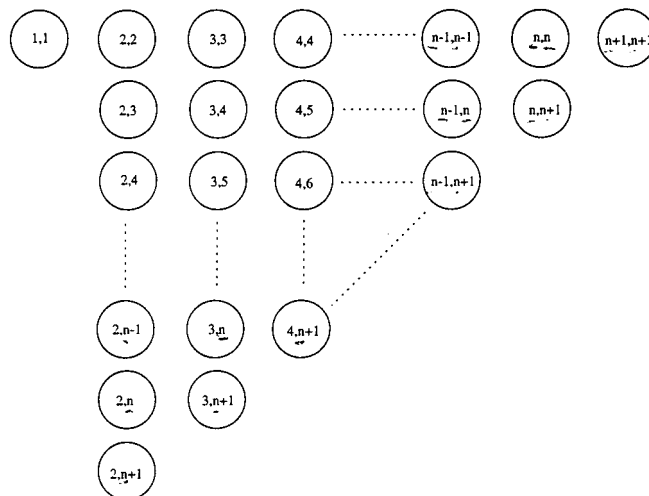 1,1 2,2 3,3 4,4 n-1,n-1 n,n n+1,n+1
2,3 3,4 4,5 n-1,n n,n+1
2,4 3,5 4,6 n-1,n+1
2,n-1 3,n 4,n+1
2,n 3,n+1
2,n+1